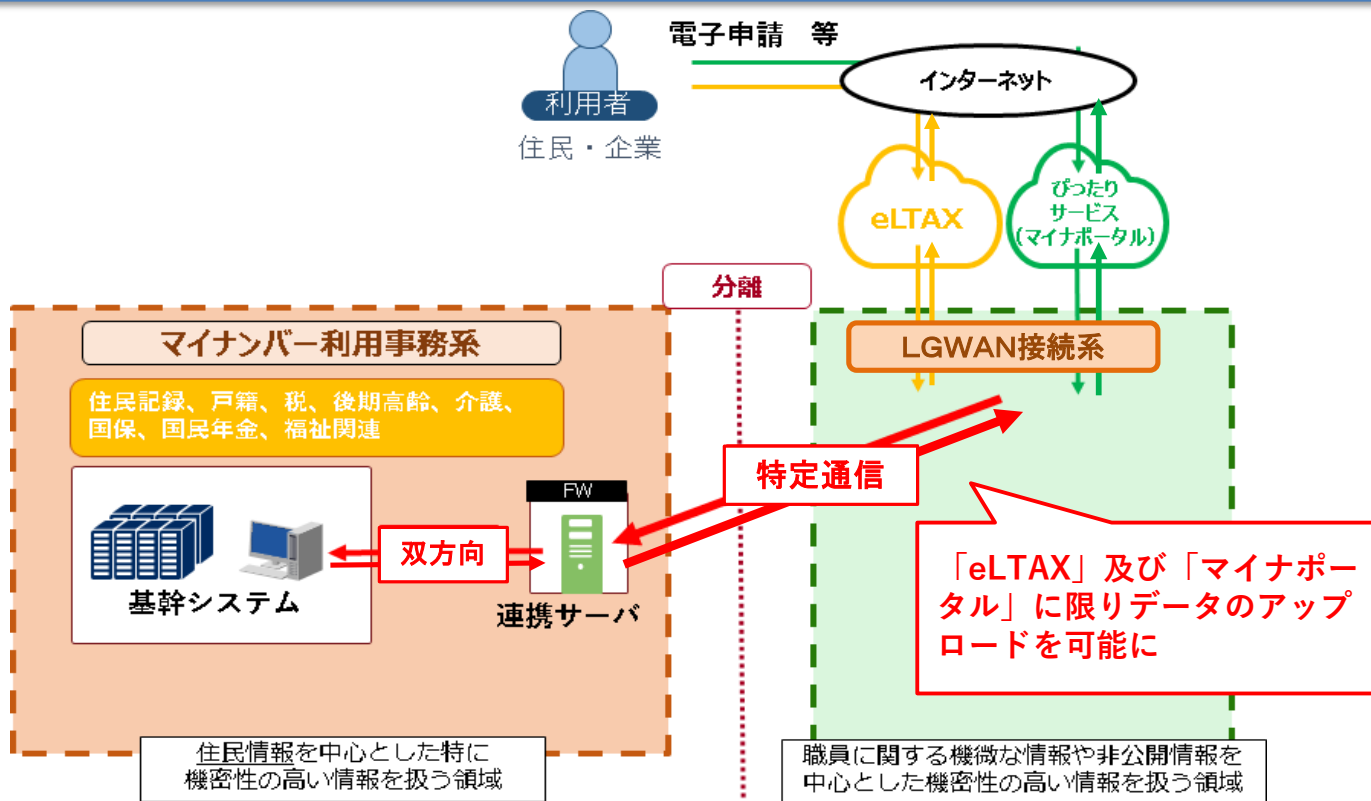 電子申請　等
インターネット
利用者
住民・企業
eLTAX
ぴったり
サービス
(マイナポータル)
分離
マイナンバー利用事務系
LGWAN接続系
住民記録、戸籍、税、後期高齢、介護、
国保、国民年金、福祉関連
特定通信
FW
双方向
基幹システム
連携サーバ
「eLTAX」及び「マイナポー
タル」に限りデータのアップ
ロードを可能に
住民情報を中心とした特に
機密性の高い情報を扱う領域
職員に関する機微な情報や非公開情報を
中心とした機密性の高い情報を扱う領域